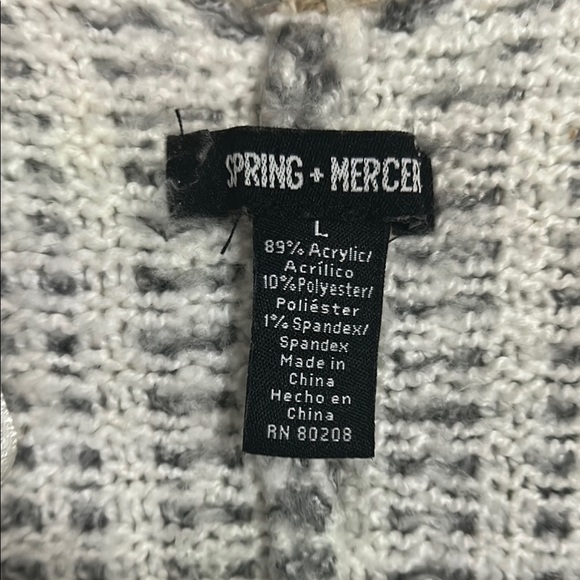 SPRING + MERCER
L
89% Acrylic/
Acrílico
10%Polyester/
Poliéster
1% Spandex/
Spandex
Made in
China
Hecho en
China
RN 80208